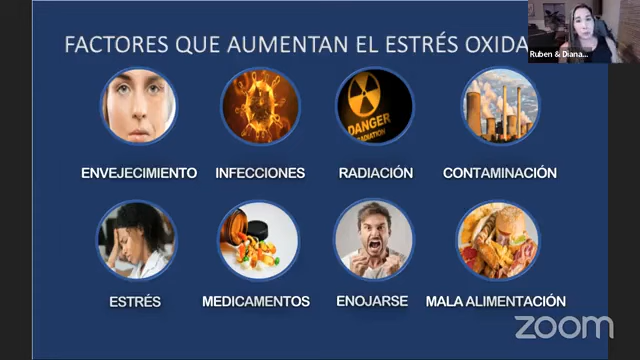 FACTORES QUE AUMENTAN EL ESTRÉS OXIDA
Ruben & Diana...
DANGER
RADIATION
ENVEJECIMIENTO
INFECCIONES
RADIACIÓN
CONTAMINACIÓN
ESTRÉS
MEDICAMENTOS
ENOJARSE
MALA ALIMENTACIÓN
zoom